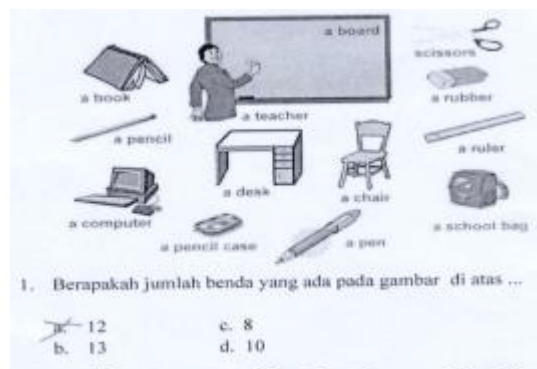 a board
scissors
a book
a rubber
a teacher
a pencil
a ruler
a desk
a chair
a computer
a school bag
a pencil case
a pen
1. Berapakah jumlah benda yang ada pada gambar di atas ...
a. 12 c. 8
b. 13 d. 10